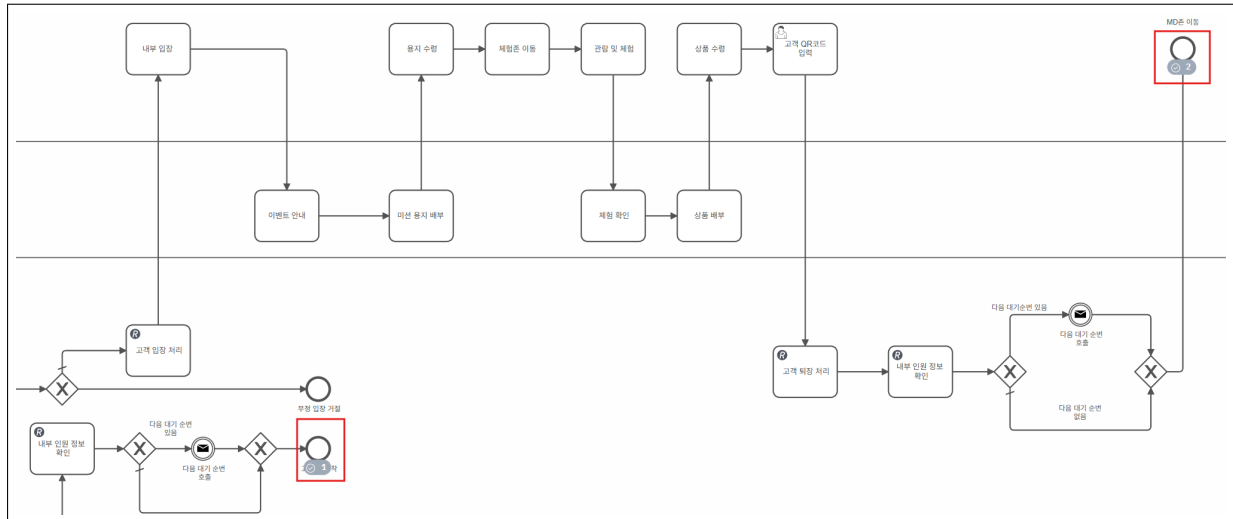 MD존 이동
2
내부 입장
용지 수령
체험존 이동
관람 및 체험
상품 수령
고객 QR코드
입력
이벤트 안내
미션 용지 배부
체험 확인
상품 배부
R
고객 입장 처리
부정 입장 거절
R
내부 인원 정보
확인
다음 대기 순번
있음
다음 대기 순번
호출
1
R
고객 퇴장 처리
R
내부 인원 정보
확인
다음 대기순번 있음
다음 대기 순번
호출
다음 대기 순번
없음